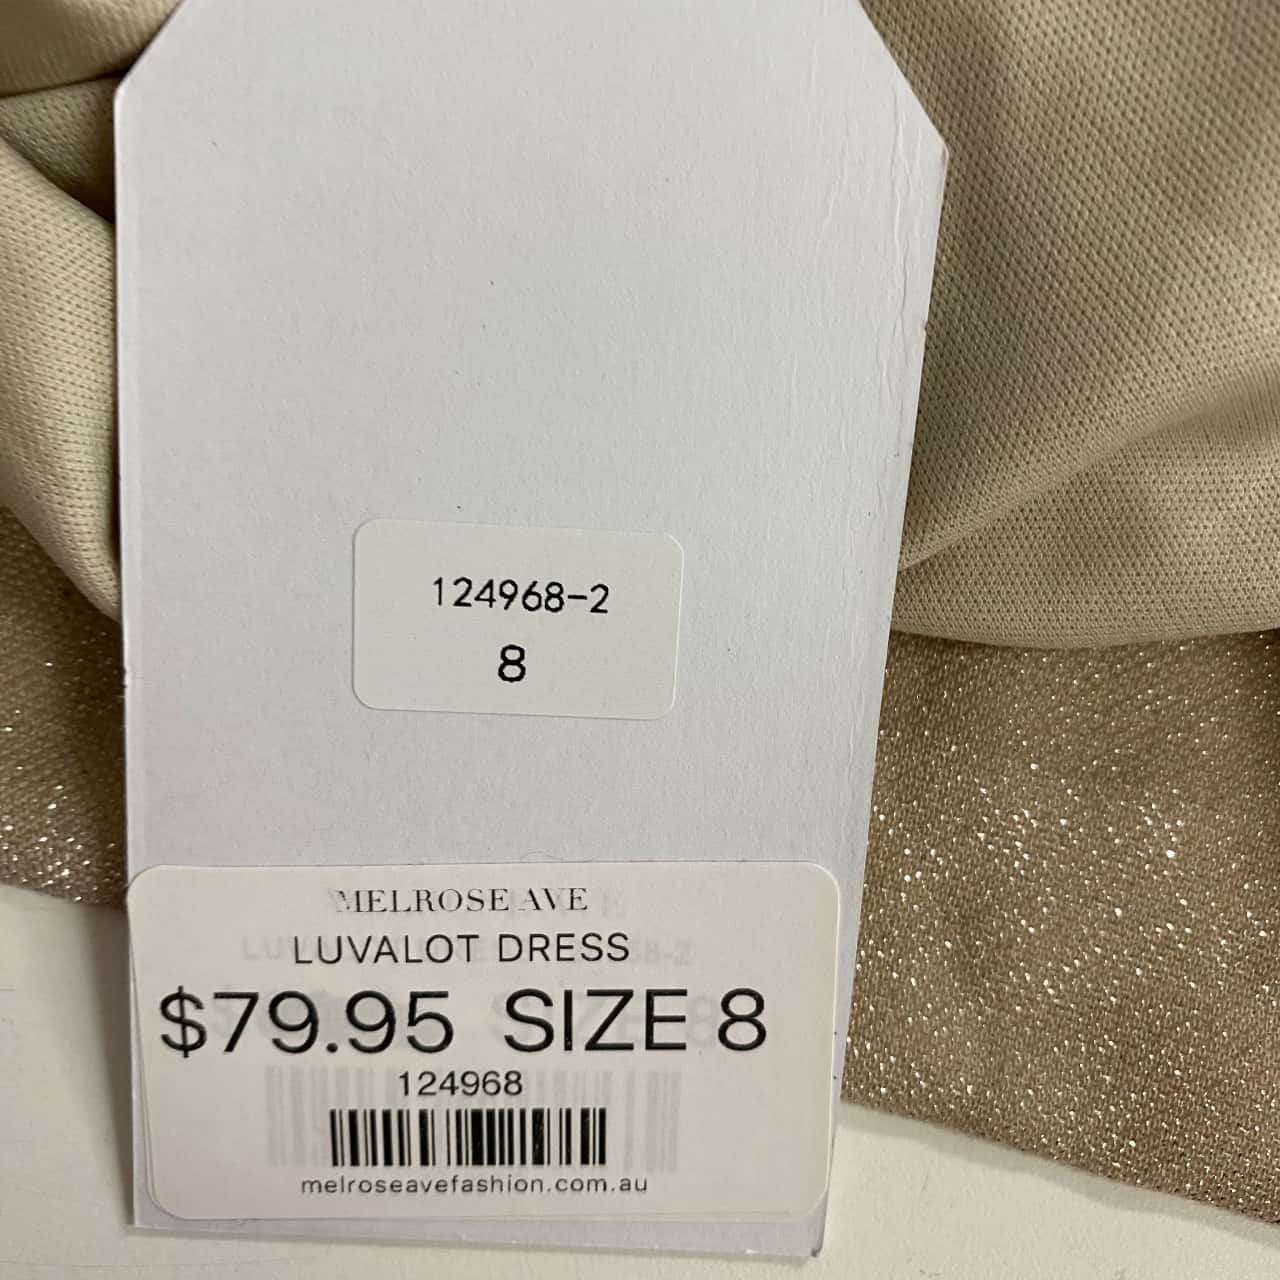 124968-2
8
MELROSE AVE
LUVALOT DRESS
$79.95 SIZE 8
124968
melroseavefashion.com.au